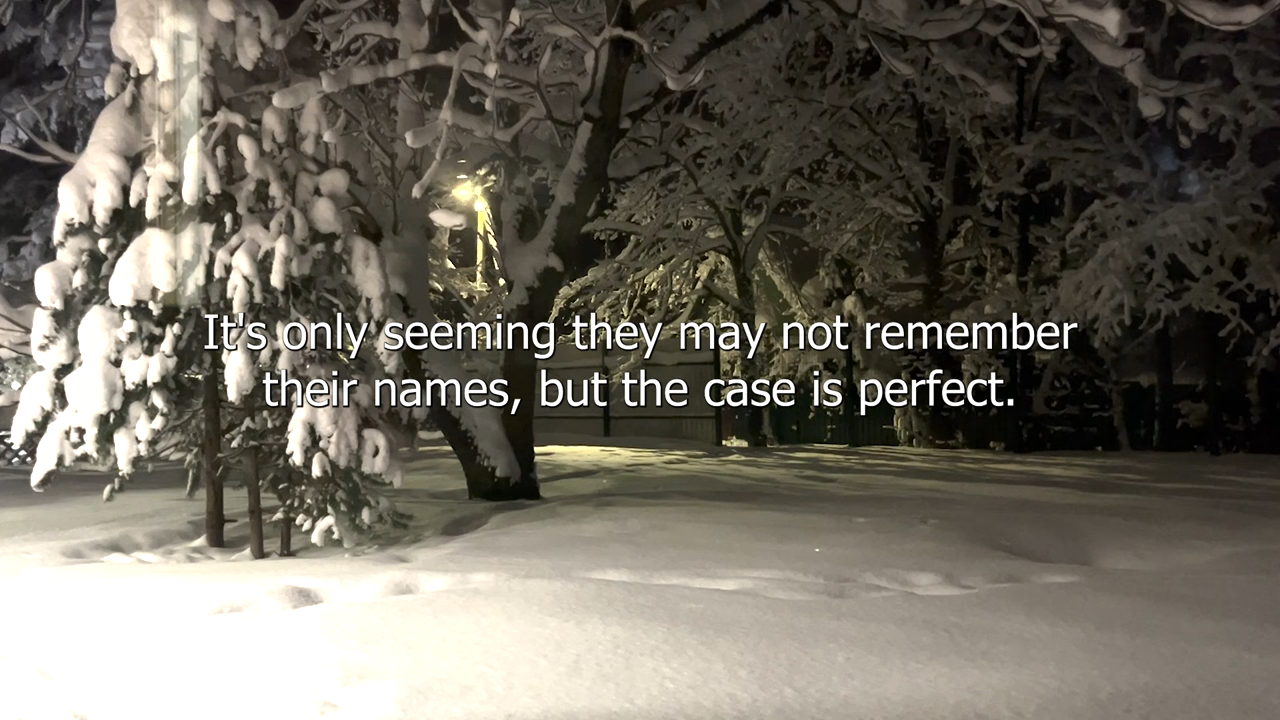 It's only seeming they may not remember
their names, but the case is perfect.